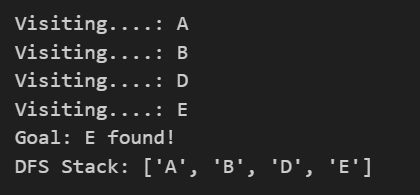 Visiting....: A
Visiting....: B
Visiting....: D
Visiting....: E
Goal: E found!
DFS Stack: ['A', 'B', 'D', 'E']